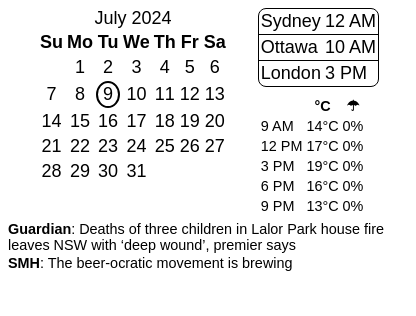 July 2024
Su Mo Tu We Th Fr Sa
1 2 3 4 5 6
7 8 9 10 11 12 13
14 15 16 17 18 19 20
21 22 23 24 25 26 27
28 29 30 31
Sydney 12 AM
Ottawa 10 AM
London 3 PM
°C ☂
9 AM 14°C 0%
12 PM 17°C 0%
3 PM 19°C 0%
6 PM 16°C 0%
9 PM 13°C 0%
Guardian: Deaths of three children in Lalor Park house fire
leaves NSW with ‘deep wound’, premier says
SMH: The beer-ocratic movement is brewing